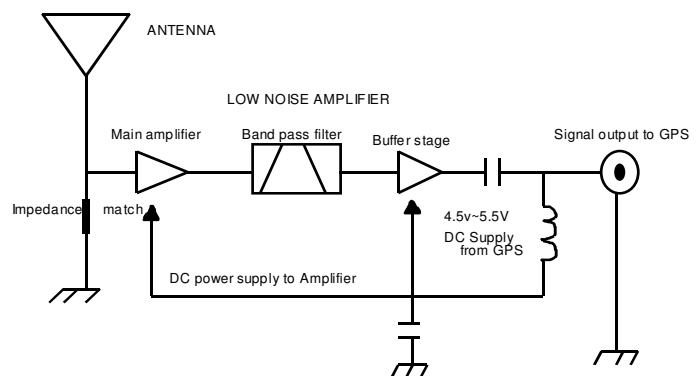 ANTENNA
LOW NOISE AMPLIFIER
Main amplifier
Band pass filter
Buffer stage
Signal output to GPS
Impedance match
4.5v~5.5V
DC Supply
from GPS
DC power supply to Amplifier